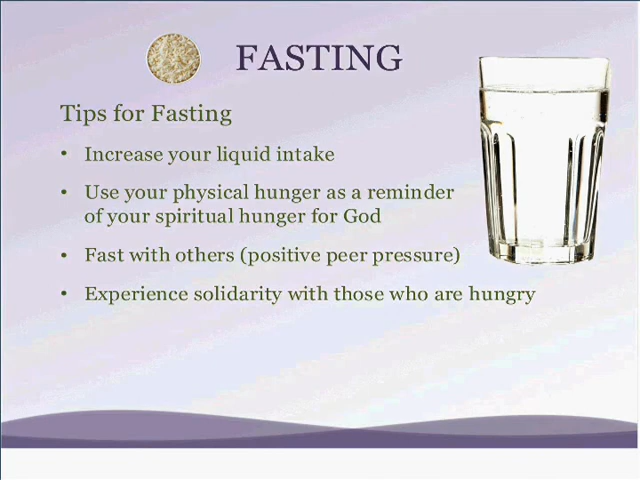 FASTING
Tips for Fasting
• Increase your liquid intake
• Use your physical hunger as a reminder
of your spiritual hunger for God
• Fast with others (positive peer pressure)
• Experience solidarity with those who are hungry